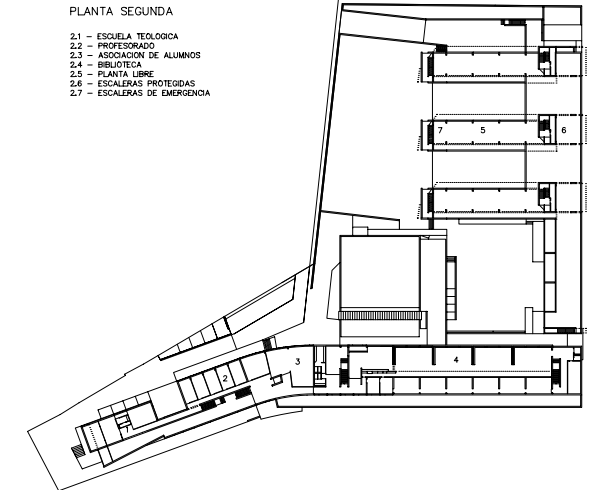 PLANTA SEGUNDA
2.1 - ESCUELA TEOLOGICA
2.2 - PROFESORADO
2.3 - ASOCIACION DE ALUMNOS
2.4 - BIBLIOTECA
2.5 - PLANTA LIBRE
2.6 - ESCALERAS PROTEGIDAS
2.7 - ESCALERAS DE EMERGENCIA
7 5 6
3 4
2
1